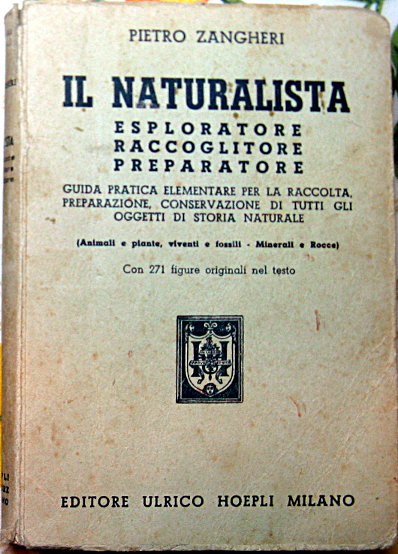 PIETRO ZANGHERI
IL NATURALISTA
ESPLORATORE
RACCOGLITORE
PREPARATORE
GUIDA PRATICA ELEMENTARE PER LA RACCOLTA,
PREPARAZIONE, CONSERVAZIONE DI TUTTI GLI
OGGETTI DI STORIA NATURALE
(Animali e piante, viventi e fossili - Minerali e Rocce)
Con 271 figure originali nel testo
EDITORE ULRICO HOEPLI MILANO